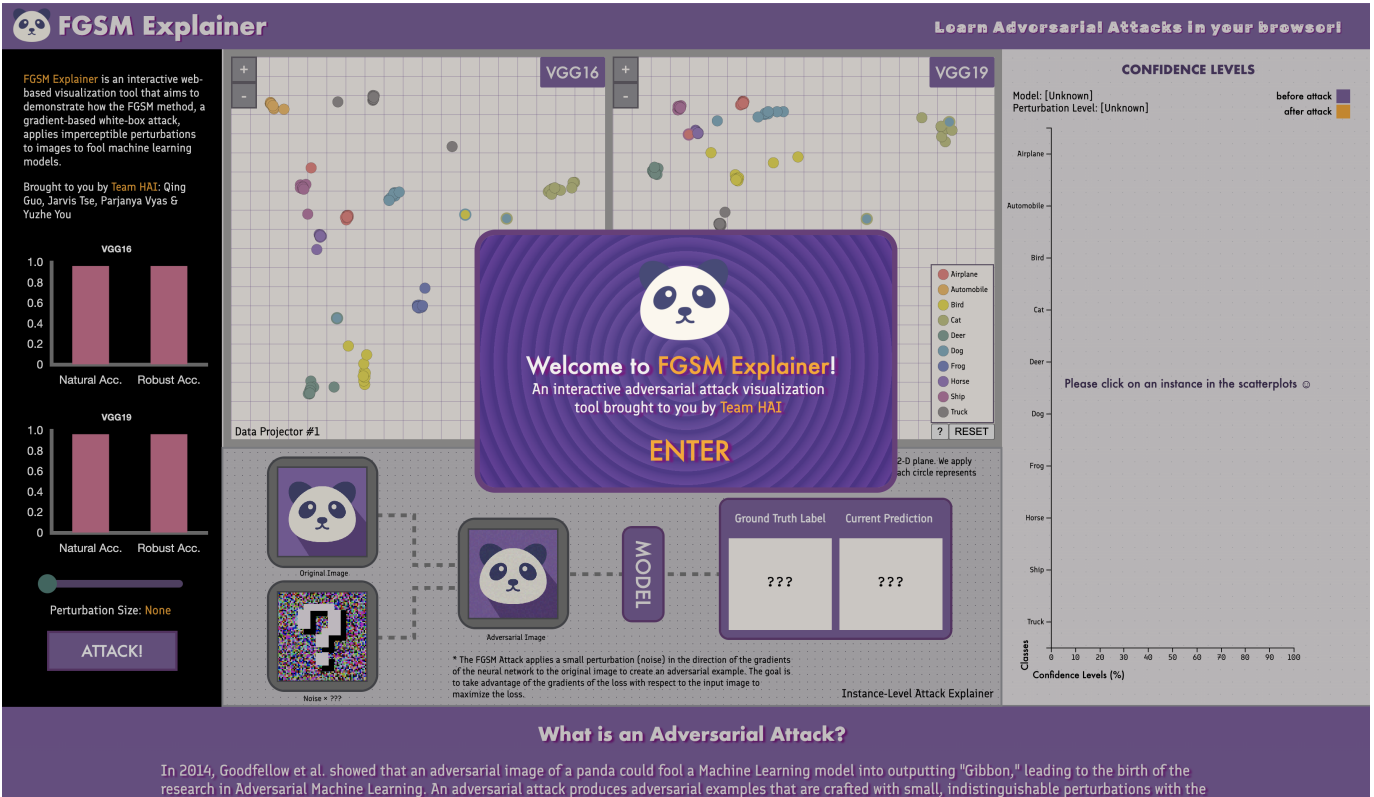 FGSM Explainer
Learn Adversarial Attacks in your browser!
FGSM Explainer is an interactive web-
based visualization tool that aims to
demonstrate how the FGSM method, a
gradient-based white-box attack,
applies imperceptible perturbations
to images to fool machine learning
models.
Brought to you by Team HAI: Qing
Guo, Jarvis Tse, Parjanya Vyas &
Yuzhe You
VGG16
1.0
0.8
0.6
0.4
0.2
0
Natural Acc. Robust Acc.
VGG19
1.0
0.8
0.6
0.4
0.2
0
Natural Acc. Robust Acc.
Perturbation Size: None
ATTACK!
+
-
VGG16
+
-
VGG19
Data Projector #1
Airplane
Automobile
Bird
Cat
Deer
Dog
Frog
Horse
Ship
Truck
? RESET
Welcome to FGSM Explainer!
An interactive adversarial attack visualization
tool brought to you by Team HAI
ENTER
2-D plane. We apply
ach circle represents
Original Image
?
Noise × ???
Adversarial Image
MODEL
Ground Truth Label Current Prediction
??? ???
* The FGSM Attack applies a small perturbation (noise) in the direction of the gradients
of the neural network to the original image to create an adversarial example. The goal is
to take advantage of the gradients of the loss with respect to the input image to
maximize the loss.
Instance-Level Attack Explainer
CONFIDENCE LEVELS
Model: [Unknown]
Perturbation Level: [Unknown]
before attack
after attack
Airplane
Automobile
Bird
Cat
Deer
Please click on an instance in the scatterplots ☺
Dog
Frog
Horse
Ship
Truck
Classes
0 10 20 30 40 50 60 70 80 90 100
Confidence Levels (%)
What is an Adversarial Attack?
In 2014, Goodfellow et al. showed that an adversarial image of a panda could fool a Machine Learning model into outputting "Gibbon," leading to the birth of the
research in Adversarial Machine Learning. An adversarial attack produces adversarial examples that are crafted with small, indistinguishable perturbations with the